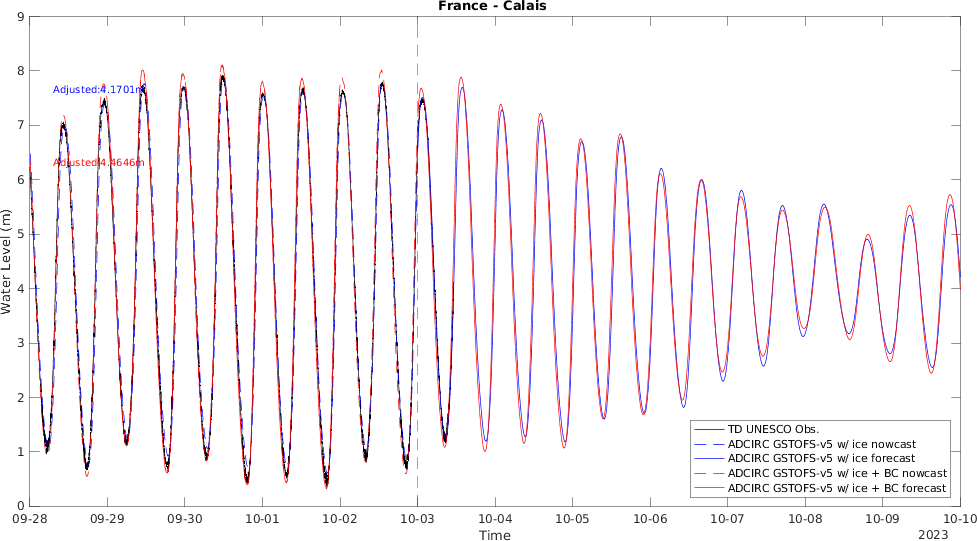 France - Calais
Water Level (m)
9
8
7
6
5
4
3
2
1
0
Adjusted:4.1701m
Adjusted:4.4646m
TD UNESCO Obs.
ADCIRC GSTOFS-v5 w/ ice nowcast
ADCIRC GSTOFS-v5 w/ ice forecast
ADCIRC GSTOFS-v5 w/ ice + BC nowcast
ADCIRC GSTOFS-v5 w/ ice + BC forecast
09-28 09-29 09-30 10-01 10-02 10-03 10-04 10-05 10-06 10-07 10-08 10-09 10-10
Time
2023